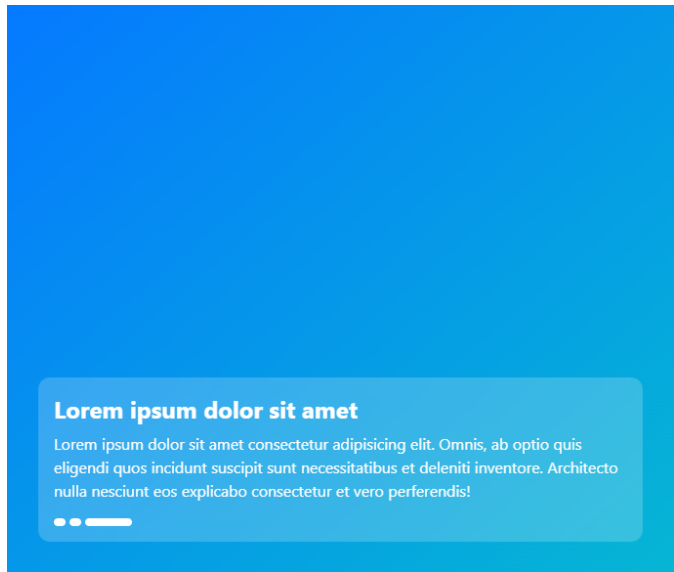 Lorem ipsum dolor sit amet
Lorem ipsum dolor sit amet consectetur adipisicing elit. Omnis, ab optio quis
eligendi quos incidunt suscipit sunt necessitatibus et deleniti inventore. Architecto
nulla nesciunt eos explicabo consectetur et vero perferendis!